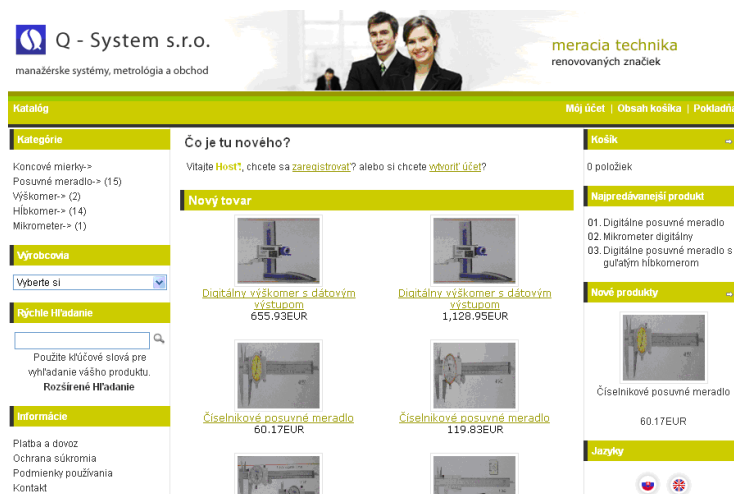 Q - System s.r.o.
manažérske systémy, metrológia a obchod
meracia technika
renovovaných značiek
Katalóg
Môj účet | Obsah košíka | Pokladňa
Kategórie
Koncové mierky->
Posuvné meradlo-> (15)
Výškomer-> (2)
Hĺbkomer-> (14)
Mikrometer-> (1)
Výrobcovia
Vyberte si
Rýchle Hľadanie
Použite kľúčové slová pre
vyhľadanie vášho produktu.
Rozšírené Hľadanie
Informácie
Platba a dovoz
Ochrana súkromia
Podmienky používania
Kontakt
Čo je tu nového?
Vitajte Hosť!, chcete sa zaregistrovať? alebo si chcete vytvoriť účet?
Nový tovar
Digitálny výškomer s dátovým
výstupom
655.93EUR
Digitálny výškomer s dátovým
výstupom
1,128.95EUR
Číselnikové posuvné meradlo
60.17EUR
Číselnikové posuvné meradlo
119.83EUR
Košík
0 položiek
Najpredávanejší produkt
01. Digitálne posuvné meradlo
02. Mikrometer digitálny
03. Digitálne posuvné meradlo s
guľatým hĺbkomerom
Nové produkty
Číselnikové posuvné meradlo
60.17EUR
Jazyky